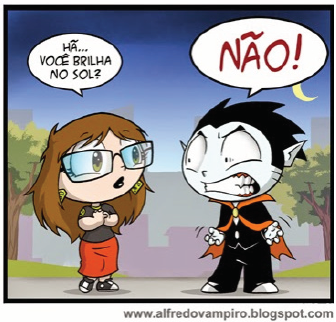 HÃ...
VOCÊ BRILHA
NO SOL?
NÃO!
www.alfredovampiro.blogspot.com